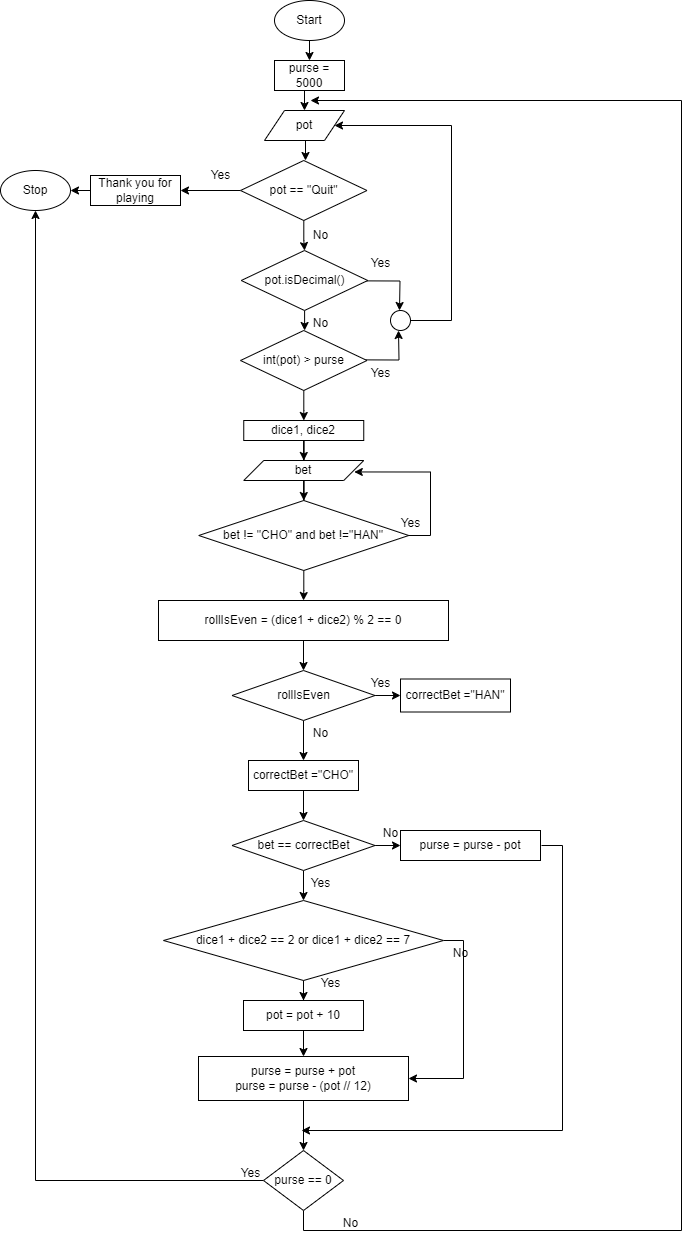 Start
purse =
5000
pot
Stop
Thank you for
playing
Yes
pot == "Quit"
No
pot.isDecimal()
Yes
No
int(pot) > purse
Yes
dice1, dice2
bet
bet != "CHO" and bet !="HAN"
Yes
rollIsEven = (dice1 + dice2) % 2 == 0
rollIsEven
Yes
correctBet ="HAN"
No
correctBet ="CHO"
bet == correctBet
No
purse = purse - pot
Yes
dice1 + dice2 == 2 or dice1 + dice2 == 7
No
Yes
pot = pot + 10
purse = purse + pot
purse = purse - (pot // 12)
Yes
purse == 0
No